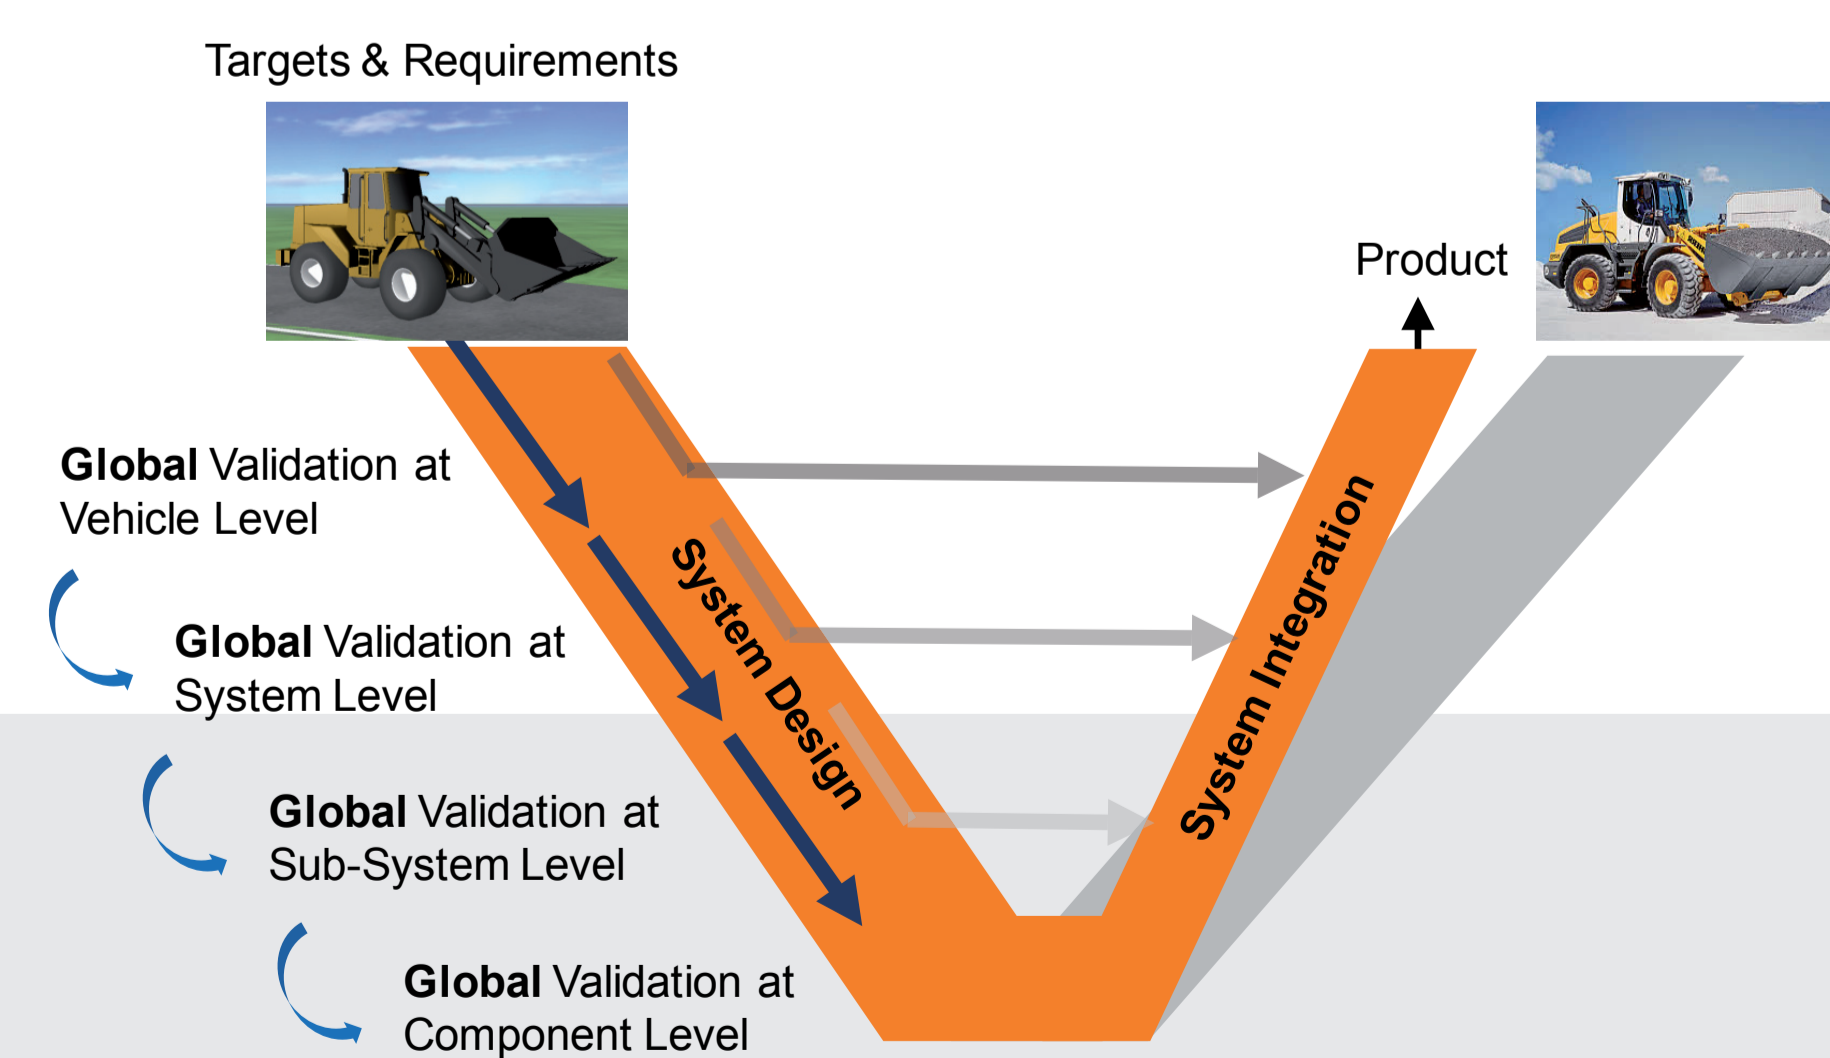 Targets & Requirements
Product
Global Validation at
Vehicle Level
Global Validation at
System Level
Global Validation at
Sub-System Level
Global Validation at
Component Level
System Design
System Integration